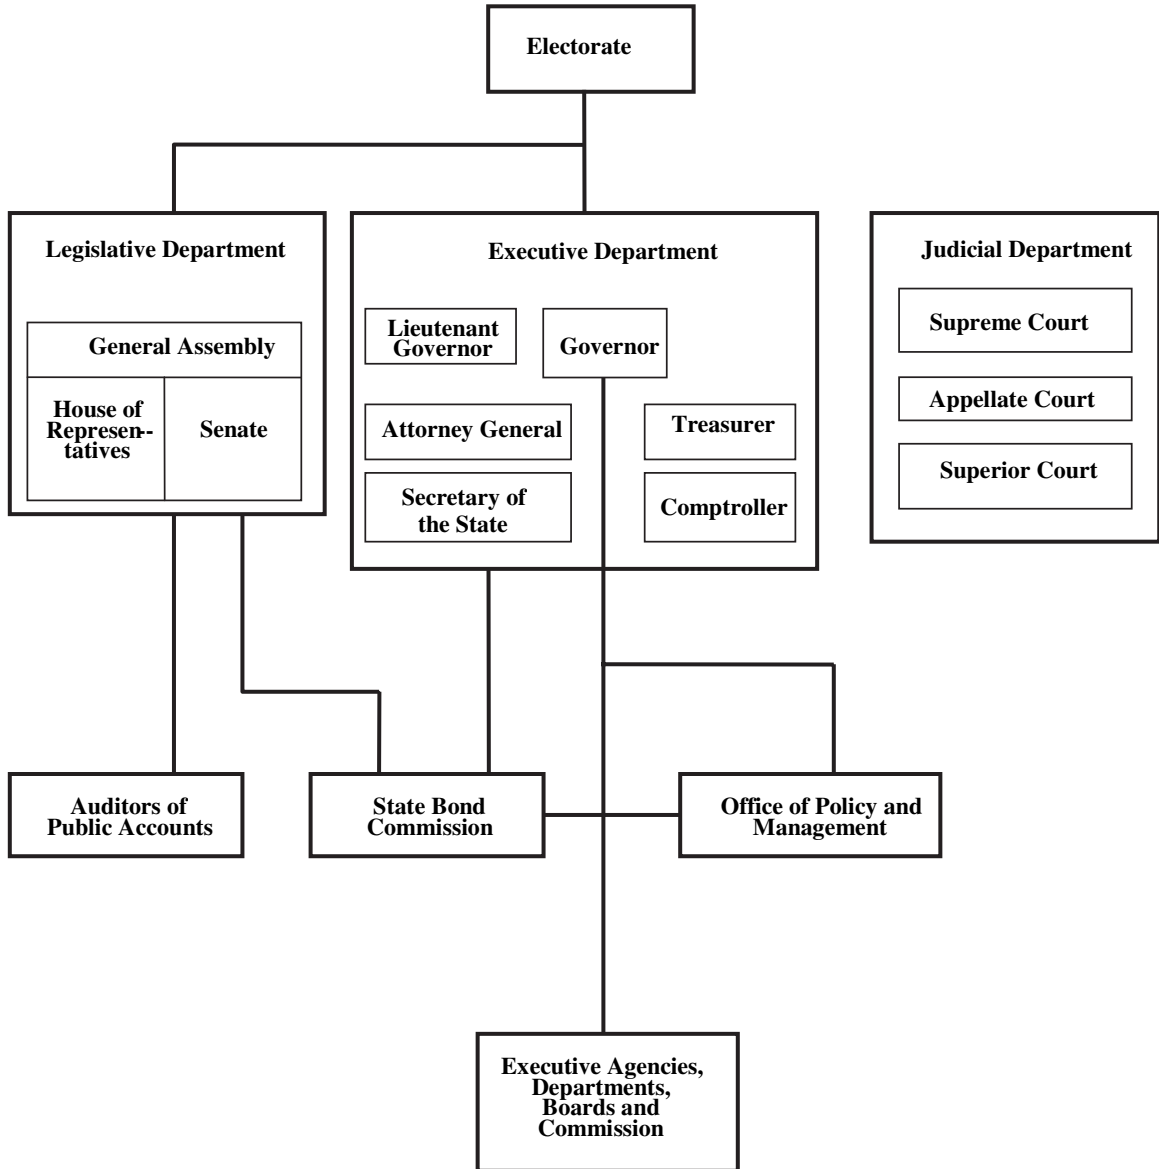 Electorate
Legislative Department
General Assembly
House of
Represen--
tatives
Senate
Executive Department
Lieutenant
Governor
Governor
Attorney General
Treasurer
Secretary of
the State
Comptroller
Judicial Department
Supreme Court
Appellate Court
Superior Court
Auditors of
Public Accounts
State Bond
Commission
Office of Policy and
Management
Executive Agencies,
Departments,
Boards and
Commission